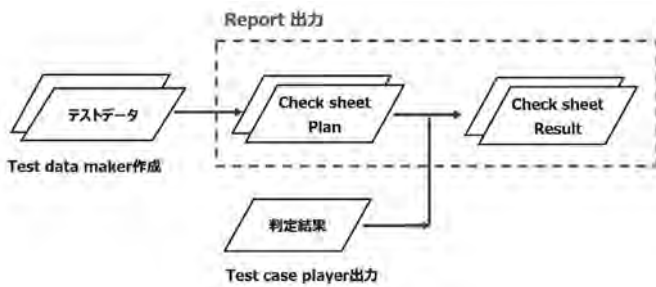 Report 出力
テストデータ
Check sheet
Plan
Check sheet
Result
Test data maker作成
判定結果
Test case player出力